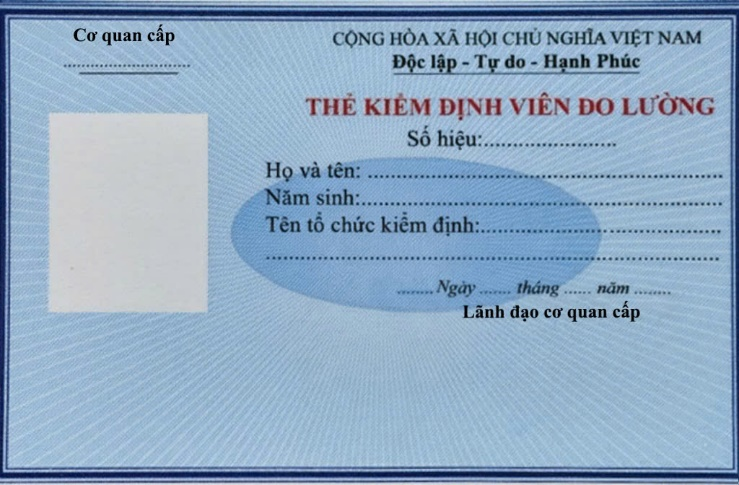 Cơ quan cấp
..............................
CỘNG HÒA XÃ HỘI CHỦ NGHĨA VIỆT NAM
Độc lập - Tự do - Hạnh Phúc
THẺ KIỂM ĐỊNH VIÊN ĐO LƯỜNG
Số hiệu:........................
Họ và tên: ................................................................
Năm sinh:.................................................................
Tên tổ chức kiểm định:............................................
...................................................................................
........ Ngày ....... tháng ...... năm ........
Lãnh đạo cơ quan cấp